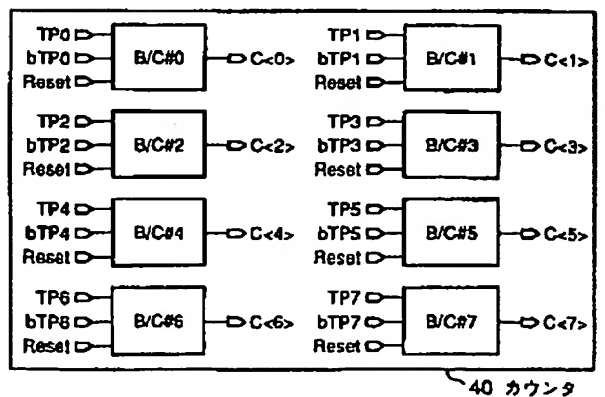 TP0
bTP0
Reset
B/C#0
C<0>
TP1
bTP1
Reset
B/C#1
C<1>
TP2
bTP2
Reset
B/C#2
C<2>
TP3
bTP3
Reset
B/C#3
C<3>
TP4
bTP4
Reset
B/C#4
C<4>
TP5
bTP5
Reset
B/C#5
C<5>
TP6
bTP6
Reset
B/C#6
C<6>
TP7
bTP7
Reset
B/C#7
C<7>
40 カウンタ